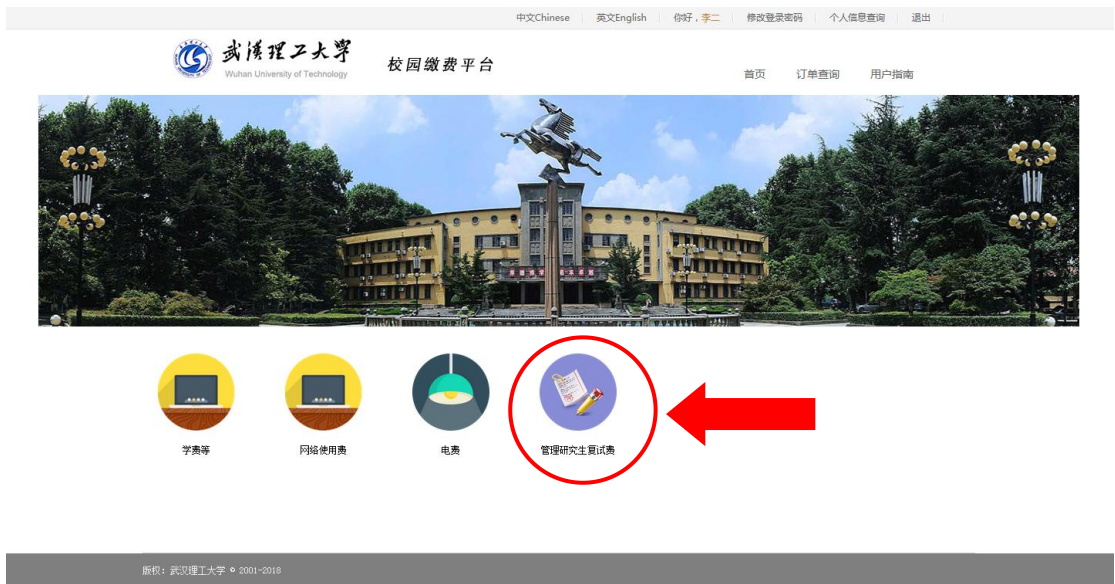 中文Chinese 英文English 你好，李二 修改登录密码 个人信息查询 退出
武汉理工大学
Wuhan University of Technology
校园缴费平台
首页 订单查询 用户指南
学费等 网络使用费 电费 管理研究生复试费
版权：武汉理工大学 © 2001-2018